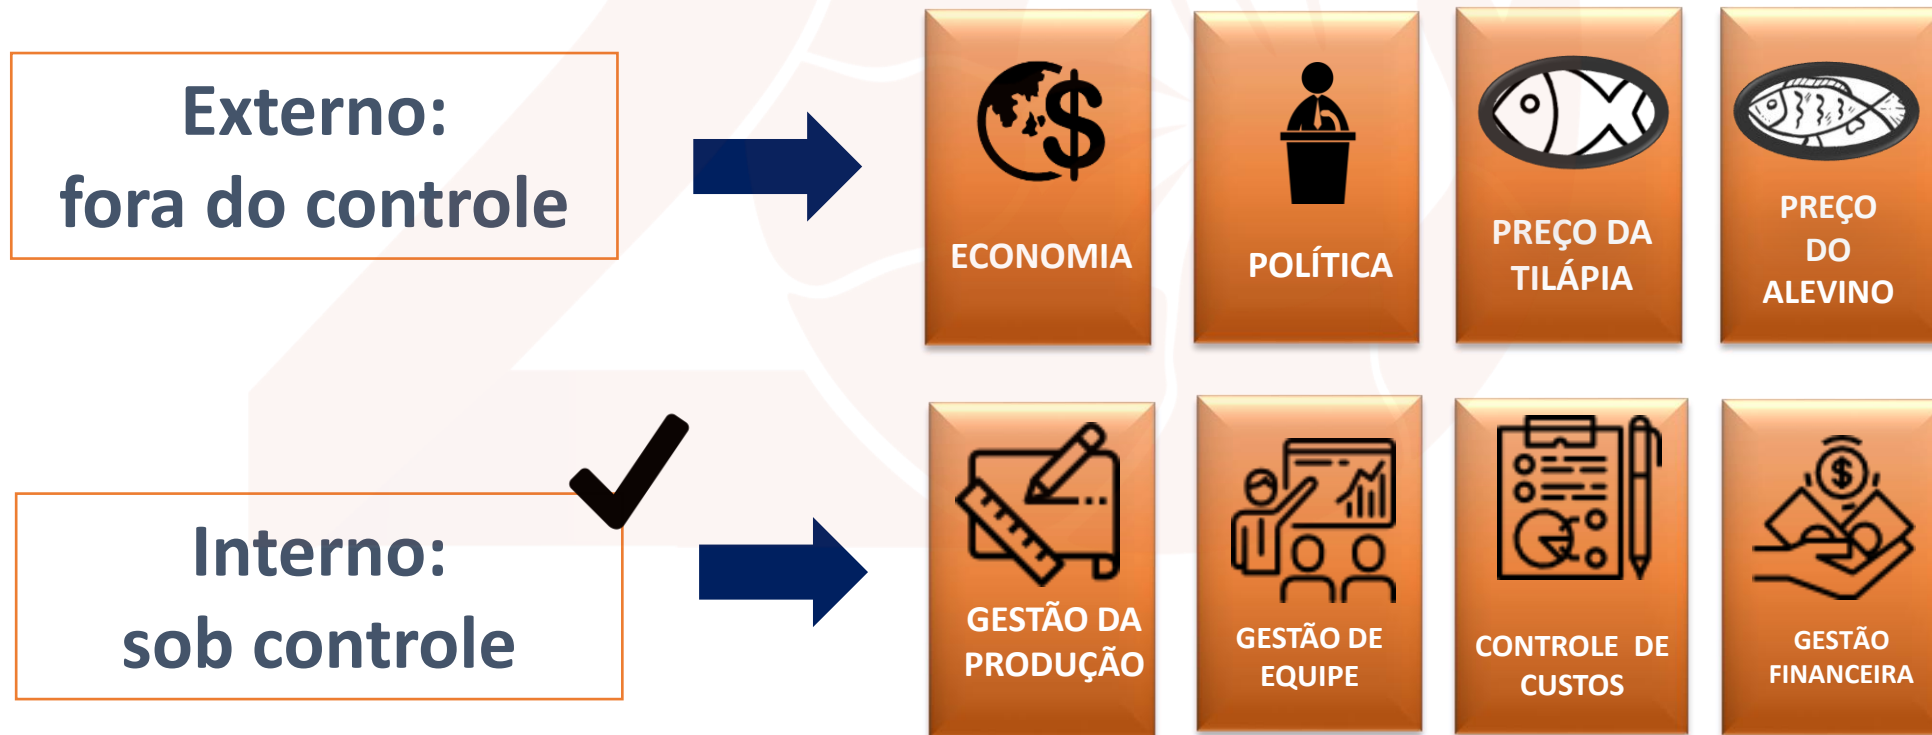 Externo:
fora do controle
ECONOMIA
POLÍTICA
PREÇO DA
TILÁPIA
PREÇO
DO
ALEVINO
Interno:
sob controle
GESTÃO DA
PRODUÇÃO
GESTÃO DE
EQUIPE
CONTROLE DE
CUSTOS
GESTÃO
FINANCEIRA